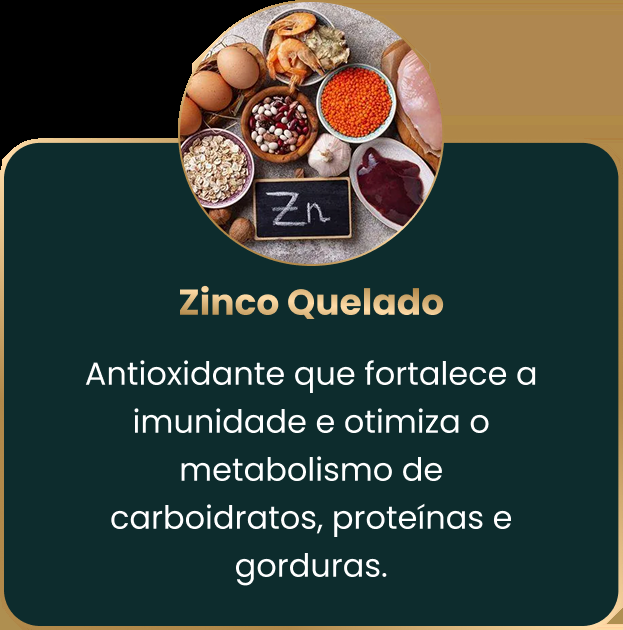 Zn
Zinco Quelado
Antioxidante que fortalece a
imunidade e otimiza o
metabolismo de
carboidratos, proteínas e
gorduras.